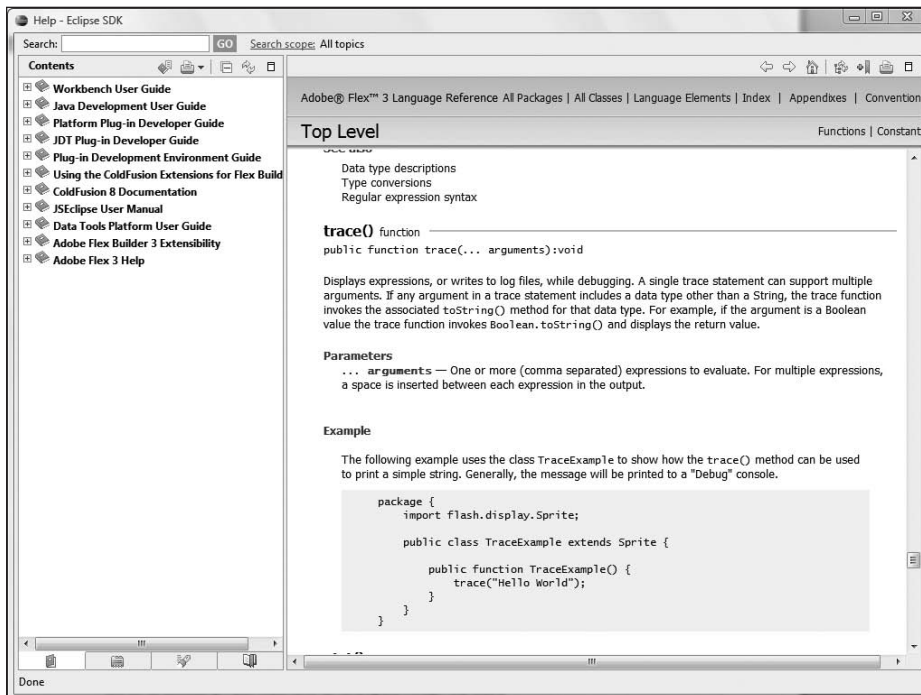 Help - Eclipse SDK
Search:
GO
Search scope: All topics
Contents
Workbench User Guide
Java Development User Guide
Platform Plug-in Developer Guide
JDT Plug-in Developer Guide
Plug-in Development Environment Guide
Using the ColdFusion Extensions for Flex Build
ColdFusion 8 Documentation
JSEclipse User Manual
Data Tools Platform User Guide
Adobe Flex Builder 3 Extensibility
Adobe Flex 3 Help
Adobe® Flex™ 3 Language Reference All Packages | All Classes | Language Elements | Index | Appendixes | Convention
Top Level
Functions | Constant
See also
Data type descriptions
Type conversions
Regular expression syntax
trace() function
public function trace(... arguments):void
Displays expressions, or writes to log files, while debugging. A single trace statement can support multiple
arguments. If any argument in a trace statement includes a data type other than a String, the trace function
invokes the associated toString() method for that data type. For example, if the argument is a Boolean
value the trace function invokes Boolean.toString() and displays the return value.
Parameters
... arguments — One or more (comma separated) expressions to evaluate. For multiple expressions,
a space is inserted between each expression in the output.
Example
The following example uses the class TraceExample to show how the trace() method can be used
to print a simple string. Generally, the message will be printed to a "Debug" console.
package {
import flash.display.Sprite;
public class TraceExample extends Sprite {
public function TraceExample() {
trace("Hello World");
}
}
}
Done